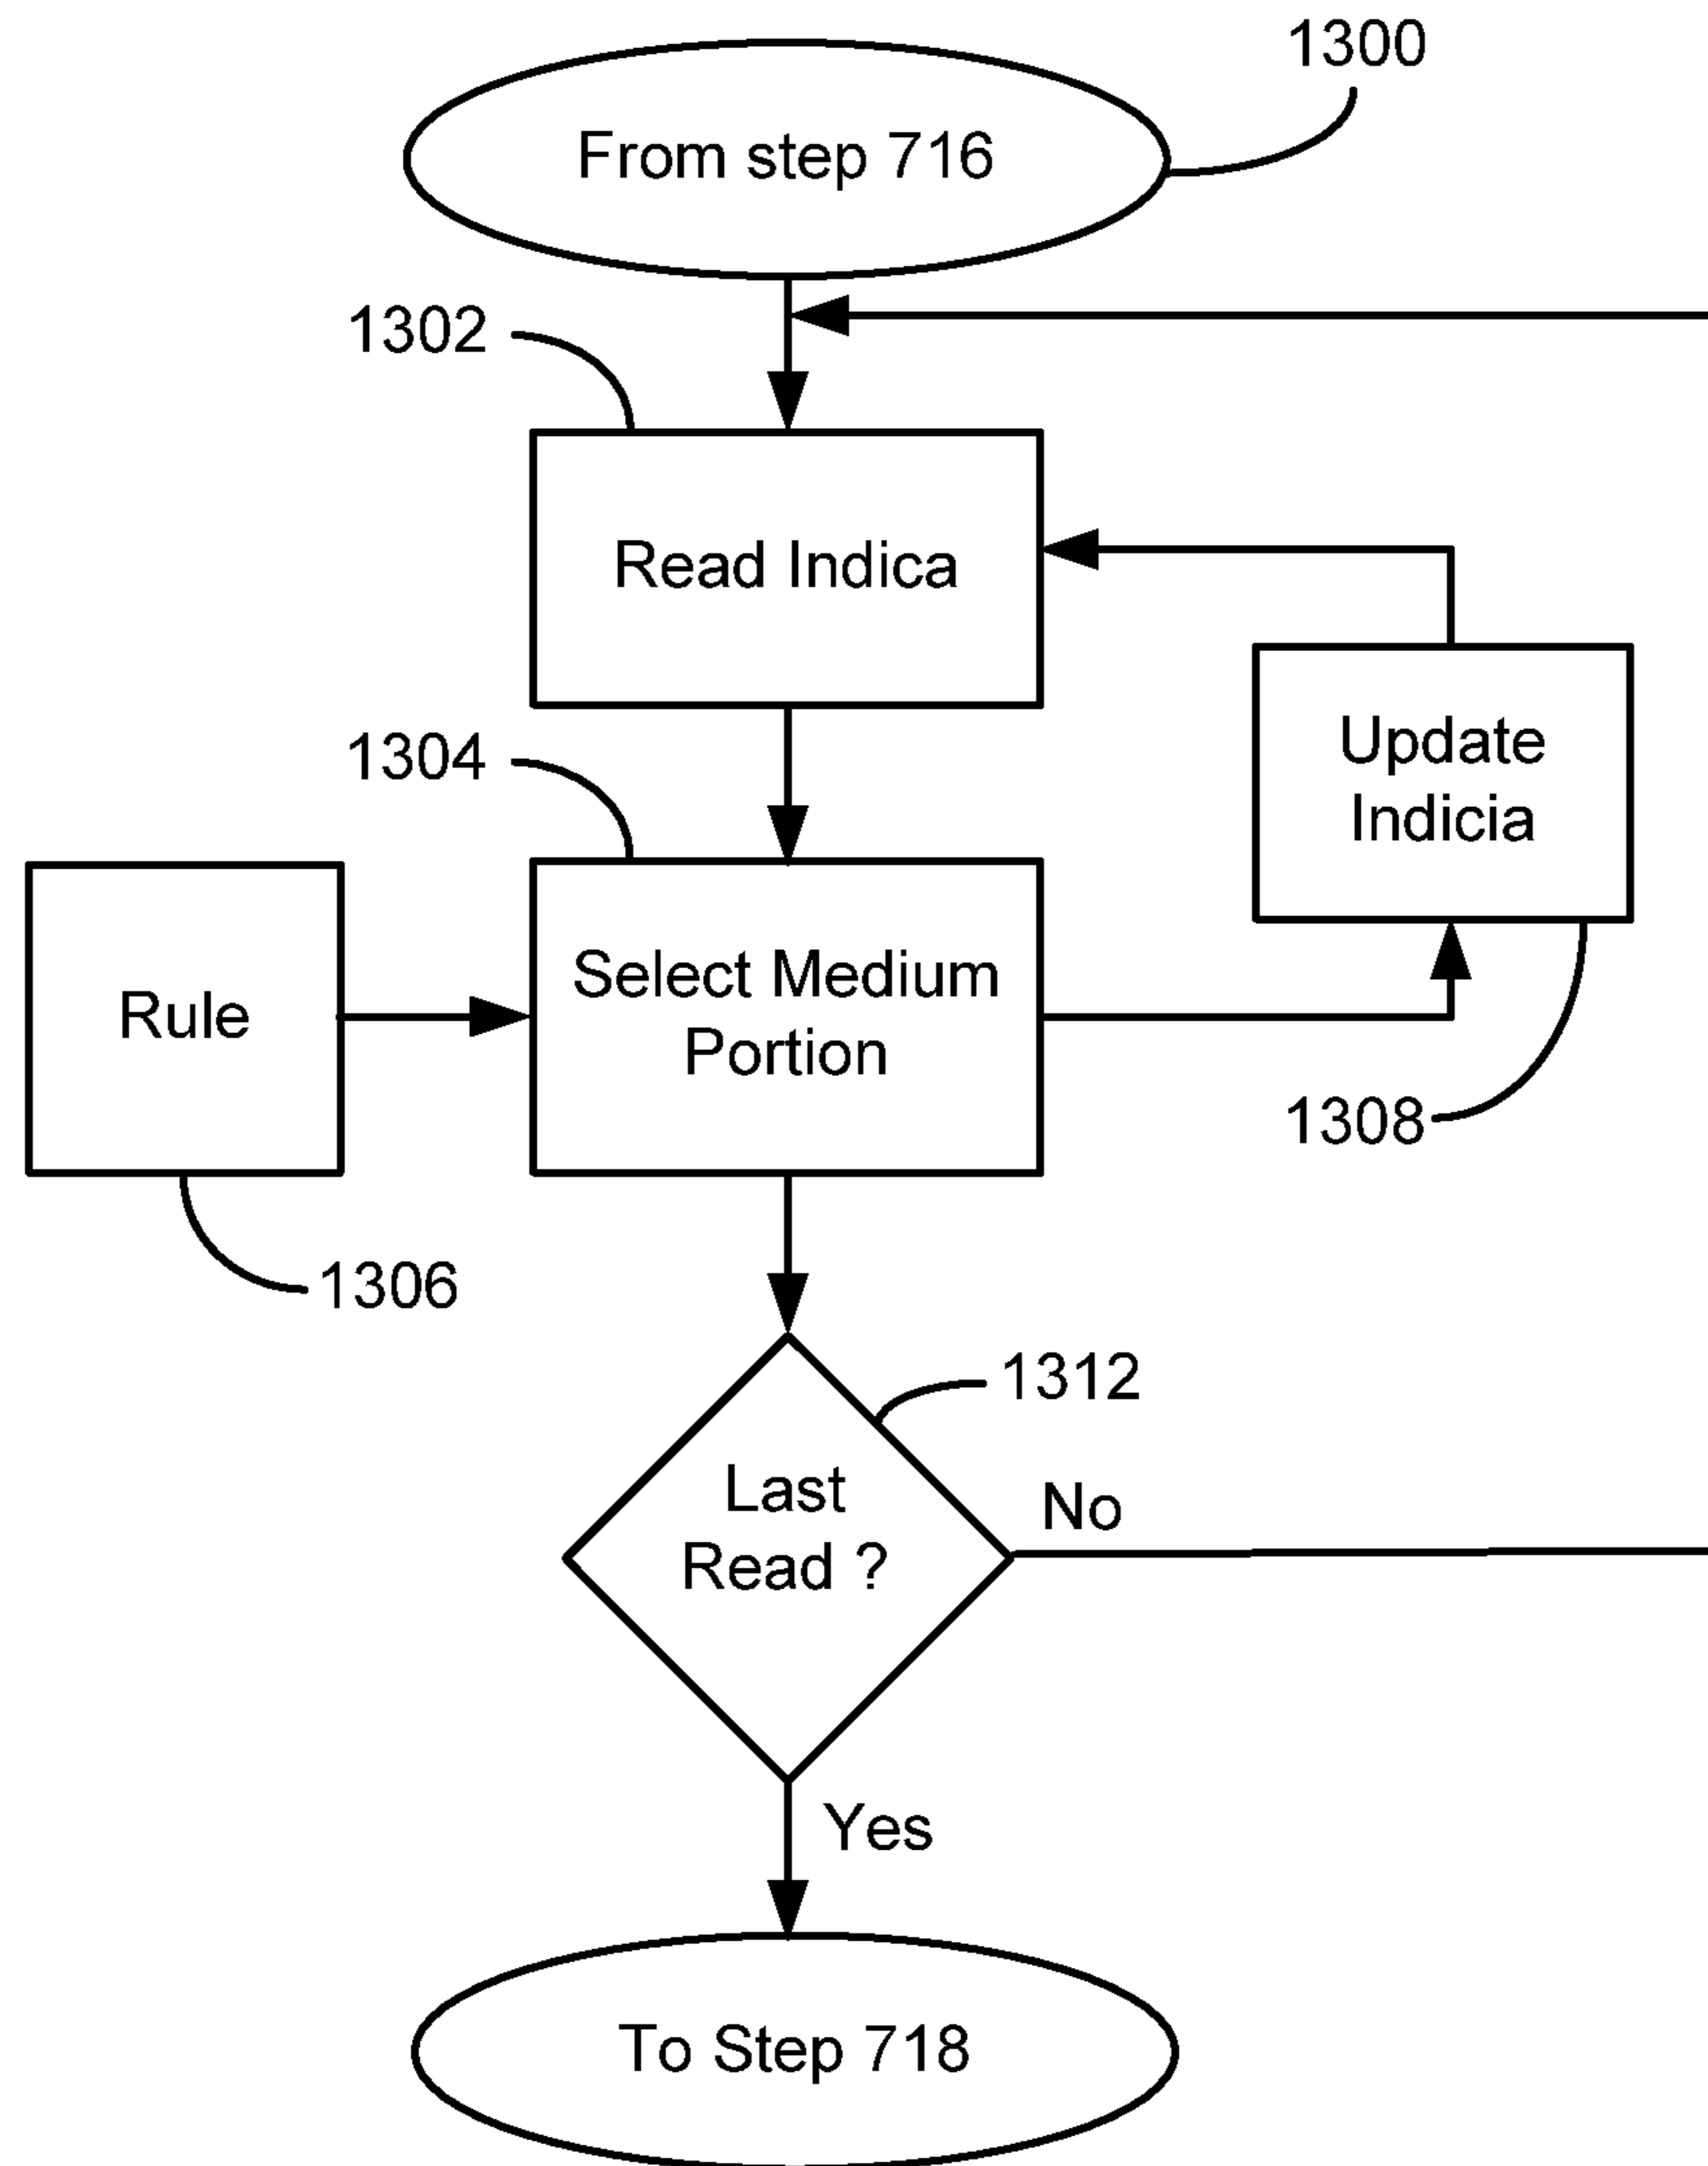 1300
From step 716
1302
Read Indica
Update
Indicia
1304
Select Medium
Portion
Rule
1308
1306
1312
Last
Read ?
No
Yes
To Step 718